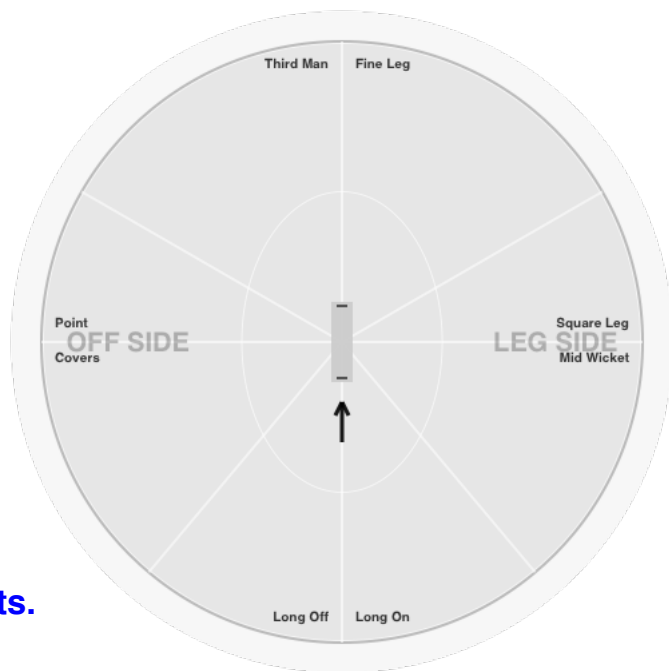 Third Man Fine Leg
Point Square Leg
OFF SIDE LEG SIDE
Covers Mid Wicket
ts.
Long Off Long On